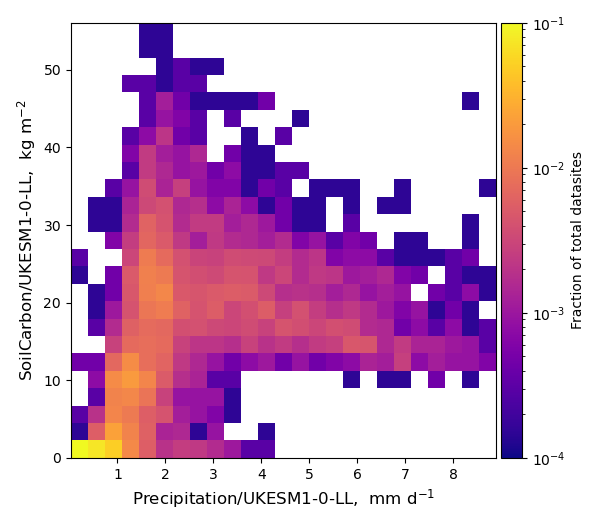 SoilCarbon/UKESM1-0-LL, kg m⁻²
50
40
30
20
10
0
1 2 3 4 5 6 7 8
Precipitation/UKESM1-0-LL, mm d⁻¹
10⁻¹
10⁻²
10⁻³
10⁻⁴
Fraction of total datasites